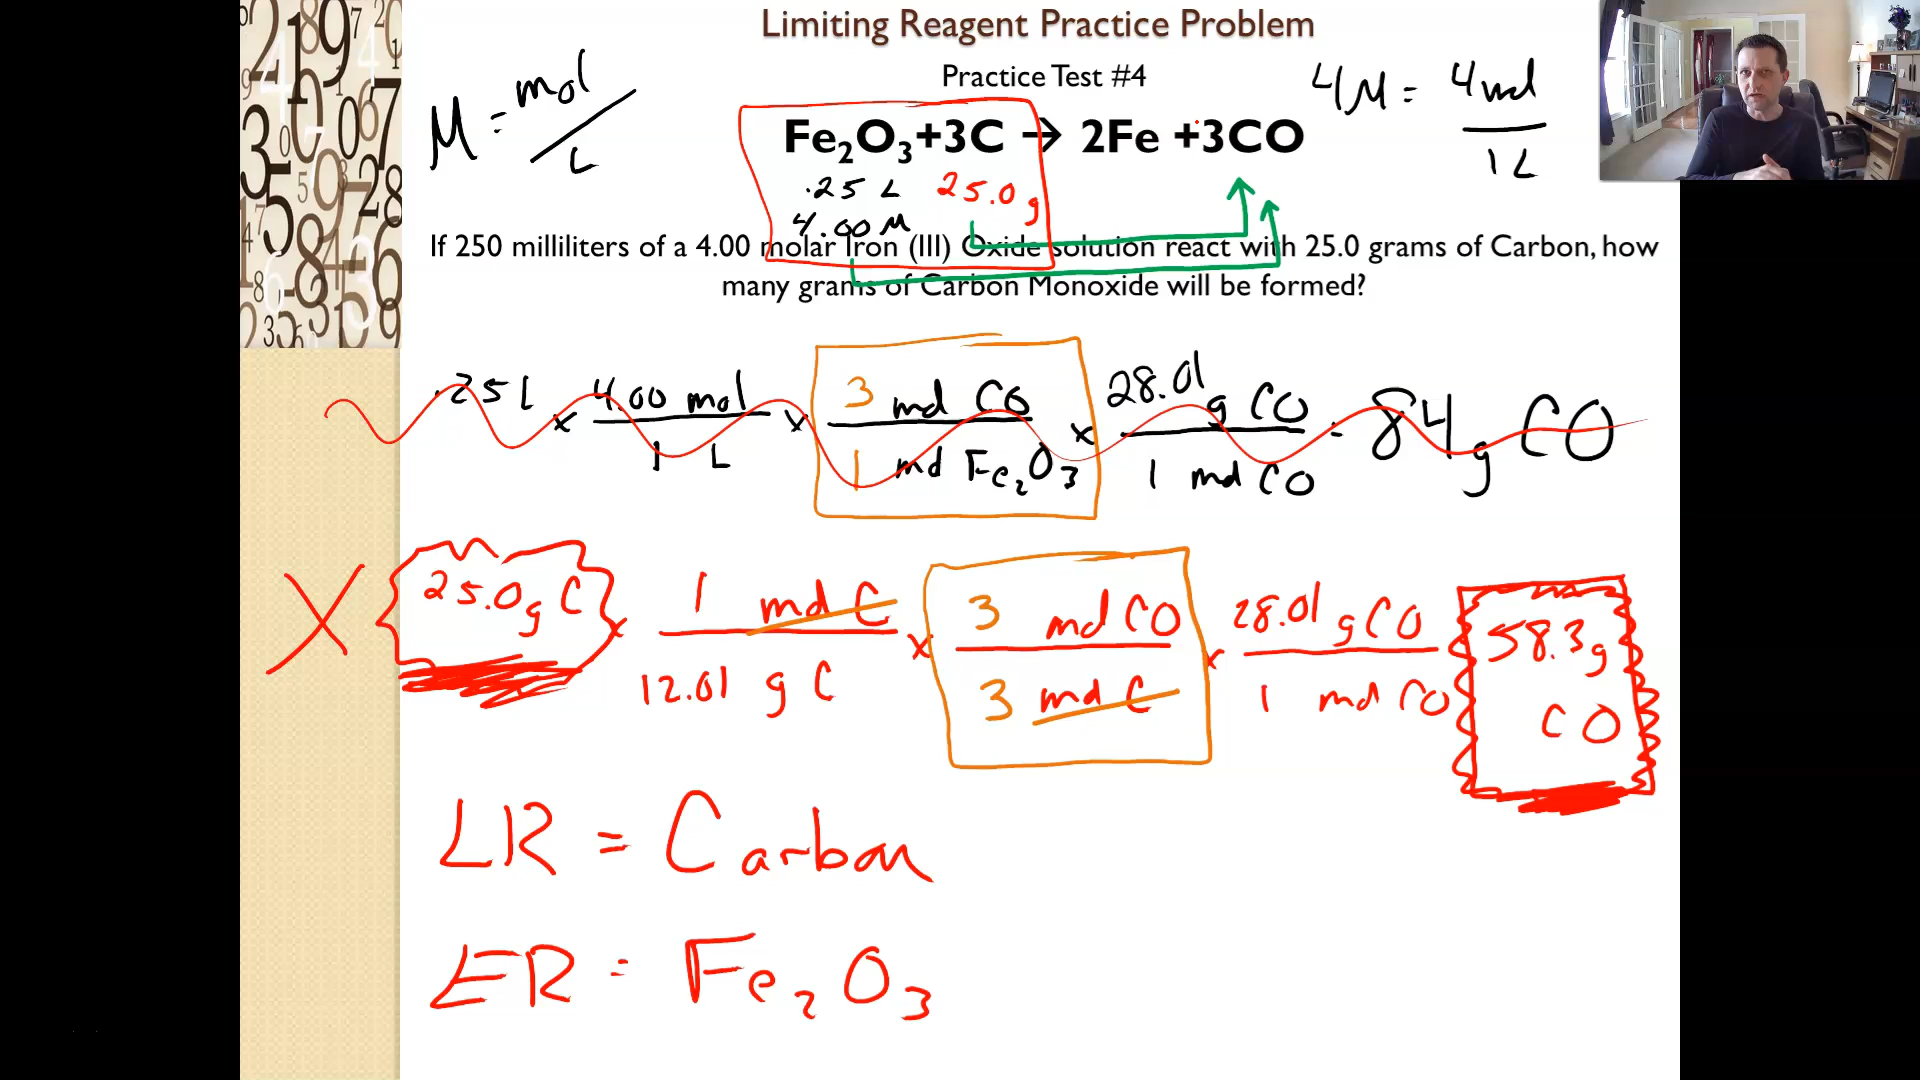 Limiting Reagent Practice Problem
Practice Test #4
M = mol / L
4M = 4 mol / 1 L
Fe₂O₃+3C → 2Fe +3CO
.25 L 25.0 g
4.00 M
If 250 milliliters of a 4.00 molar Iron (III) Oxide solution react with 25.0 grams of Carbon, how
many grams of Carbon Monoxide will be formed?
.25 L x 4.00 mol / 1 L x 3 mol CO / 1 mol Fe₂O₃ x 28.01 g CO / 1 mol CO = 84 g CO
X 25.0 g C x 1 mol C / 12.01 g C x 3 mol CO / 3 mol C x 28.01 g CO / 1 mol CO 58.3 g CO
LR = Carbon
ER = Fe₂O₃